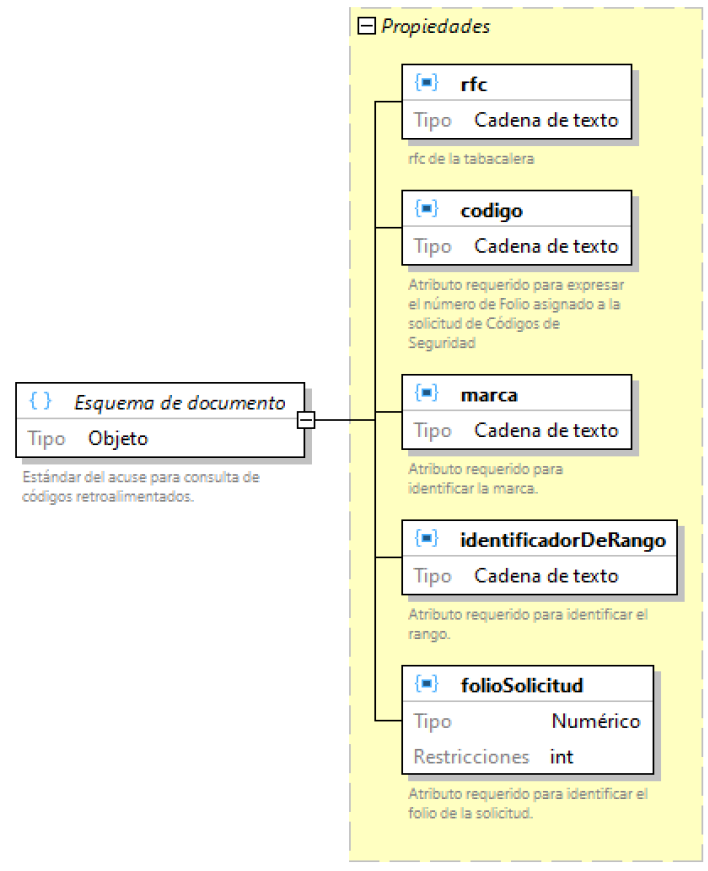 Propiedades
rfc
Tipo Cadena de texto
rfc de la tabacalera
codigo
Tipo Cadena de texto
Atributo requerido para expresar
el número de Folio asignado a la
solicitud de Códigos de
Seguridad
Esquema de documento
Tipo Objeto
Estándar del acuse para consulta de
códigos retroalimentados.
marca
Tipo Cadena de texto
Atributo requerido para
identificar la marca.
identificadorDeRango
Tipo Cadena de texto
Atributo requerido para identificar el
rango.
folioSolicitud
Tipo Numérico
Restricciones int
Atributo requerido para identificar el
folio de la solicitud.